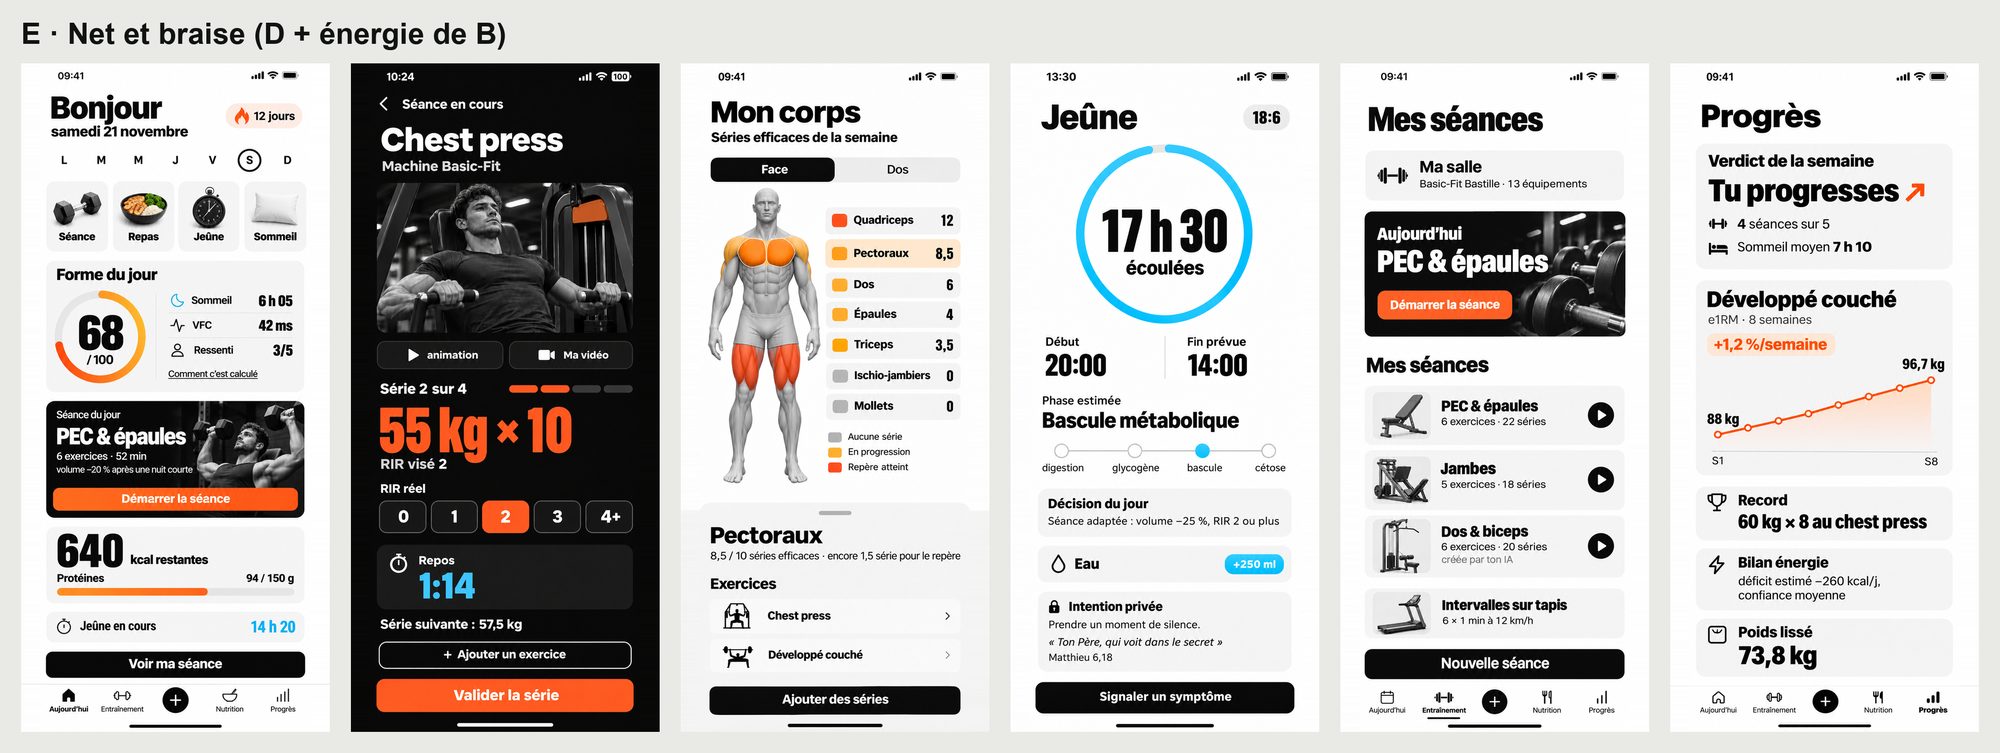 E · Net et braise (D + énergie de B)
09:41
Bonjour
samedi 21 novembre
12 jours
L M M J V S D
Séance
Repas
Jeûne
Sommeil
Forme du jour
68
/100
Sommeil 6 h 05
VFC 42 ms
Ressenti 3/5
Comment c'est calculé
Séance du jour
PEC & épaules
6 exercices · 52 min
volume −20 % après une nuit courte
Démarrer la séance
640 kcal restantes
Protéines 94 / 150 g
Jeûne en cours 14 h 20
Voir ma séance
Aujourd'hui
Entraînement
Nutrition
Progrès
10:24
100
Séance en cours
Chest press
Machine Basic-Fit
animation
Ma vidéo
Série 2 sur 4
55 kg × 10
RIR visé 2
RIR réel
0 1 2 3 4+
Repos
1:14
Série suivante : 57,5 kg
+ Ajouter un exercice
Valider la série
09:41
Mon corps
Séries efficaces de la semaine
Face
Dos
Quadriceps 12
Pectoraux 8,5
Dos 6
Épaules 4
Triceps 3,5
Ischio-jambiers 0
Mollets 0
Aucune série
En progression
Repère atteint
Pectoraux
8,5 / 10 séries efficaces · encore 1,5 série pour le repère
Exercices
Chest press
Développé couché
Ajouter des séries
13:30
Jeûne
18:6
17 h 30
écoulées
Début
20:00
Fin prévue
14:00
Phase estimée
Bascule métabolique
digestion glycogène bascule cétose
Décision du jour
Séance adaptée : volume −25 %, RIR 2 ou plus
Eau
+250 ml
Intention privée
Prendre un moment de silence.
« Ton Père, qui voit dans le secret »
Matthieu 6,18
Signaler un symptôme
09:41
Mes séances
Ma salle
Basic-Fit Bastille · 13 équipements
Aujourd'hui
PEC & épaules
Démarrer la séance
Mes séances
PEC & épaules
6 exercices · 22 séries
Jambes
5 exercices · 18 séries
Dos & biceps
6 exercices · 20 séries
créée par ton IA
Intervalles sur tapis
6 × 1 min à 12 km/h
Nouvelle séance
Aujourd'hui
Entraînement
Nutrition
Progrès
09:41
Progrès
Verdict de la semaine
Tu progresses
4 séances sur 5
Sommeil moyen 7 h 10
Développé couché
e1RM · 8 semaines
+1,2 %/semaine
96,7 kg
88 kg
S1
S8
Record
60 kg × 8 au chest press
Bilan énergie
déficit estimé −260 kcal/j,
confiance moyenne
Poids lissé
73,8 kg
Aujourd'hui
Entraînement
Nutrition
Progrès